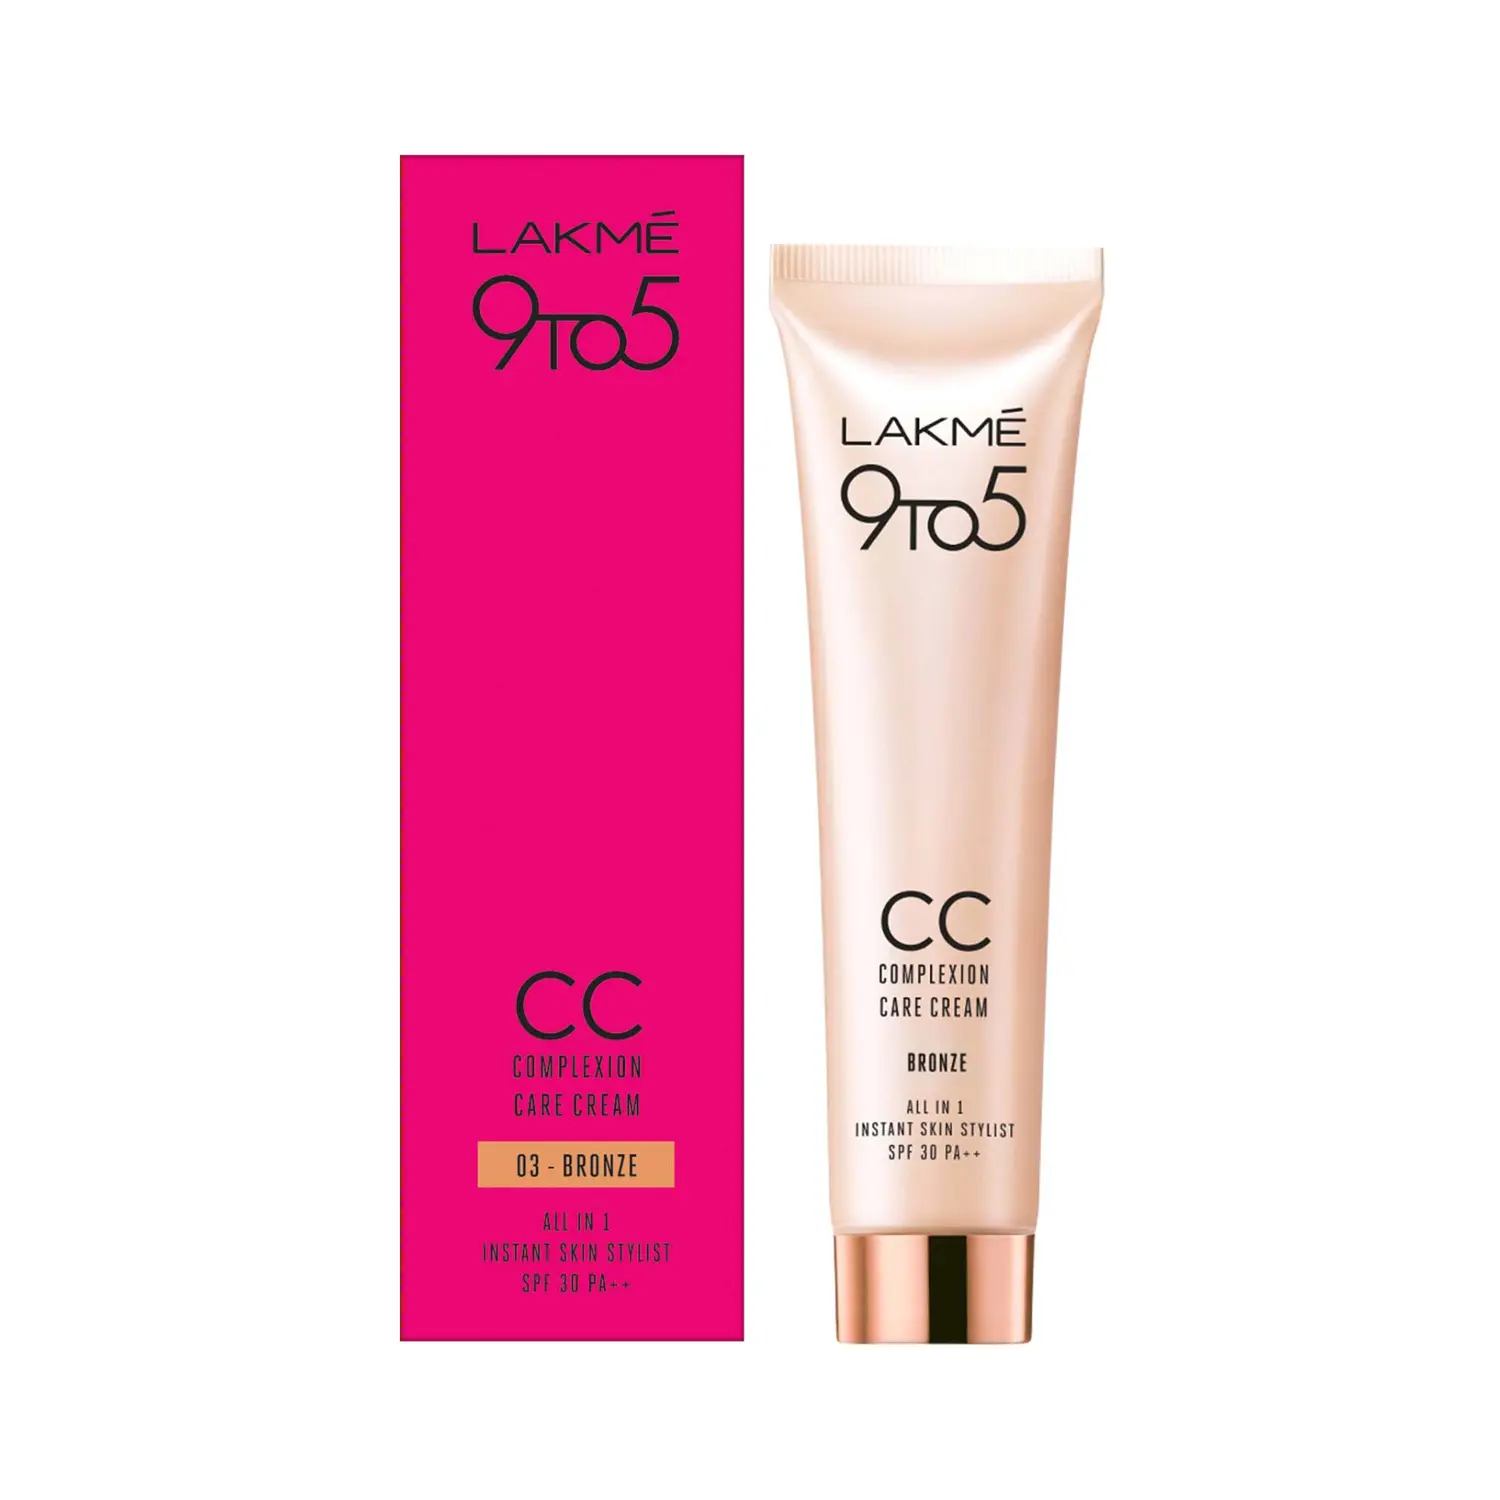 LAKMÉ
9TO5
CC
COMPLEXION
CARE CREAM
03 - BRONZE
ALL IN 1
INSTANT SKIN STYLIST
SPF 30 PA++
LAKMÉ
9TO5
CC
COMPLEXION
CARE CREAM
BRONZE
ALL IN 1
INSTANT SKIN STYLIST
SPF 30 PA++